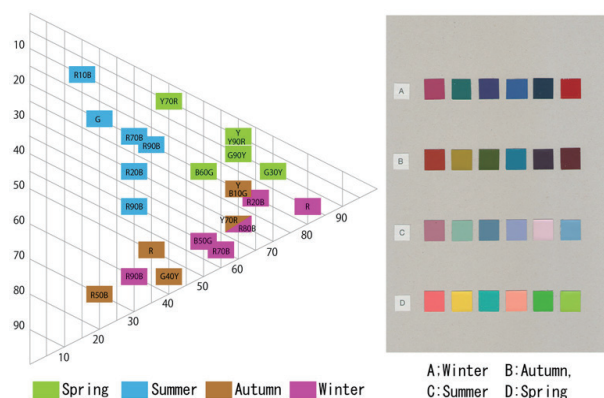 10
20
30
40
50
60
70
80
90
R10B
Y70R
G
R70B
R90B
Y
Y90R
G90Y
R20B
B60G
G30Y
Y
B10G
R20B
R90B
R
Y70R
R80B
B50G
R70B
R
R90B
G40Y
R50B
10
20
30
40
50
60
70
80
90
Spring
Summer
Autumn
Winter
A
B
C
D
A:Winter B:Autumn,
C:Summer D:Spring